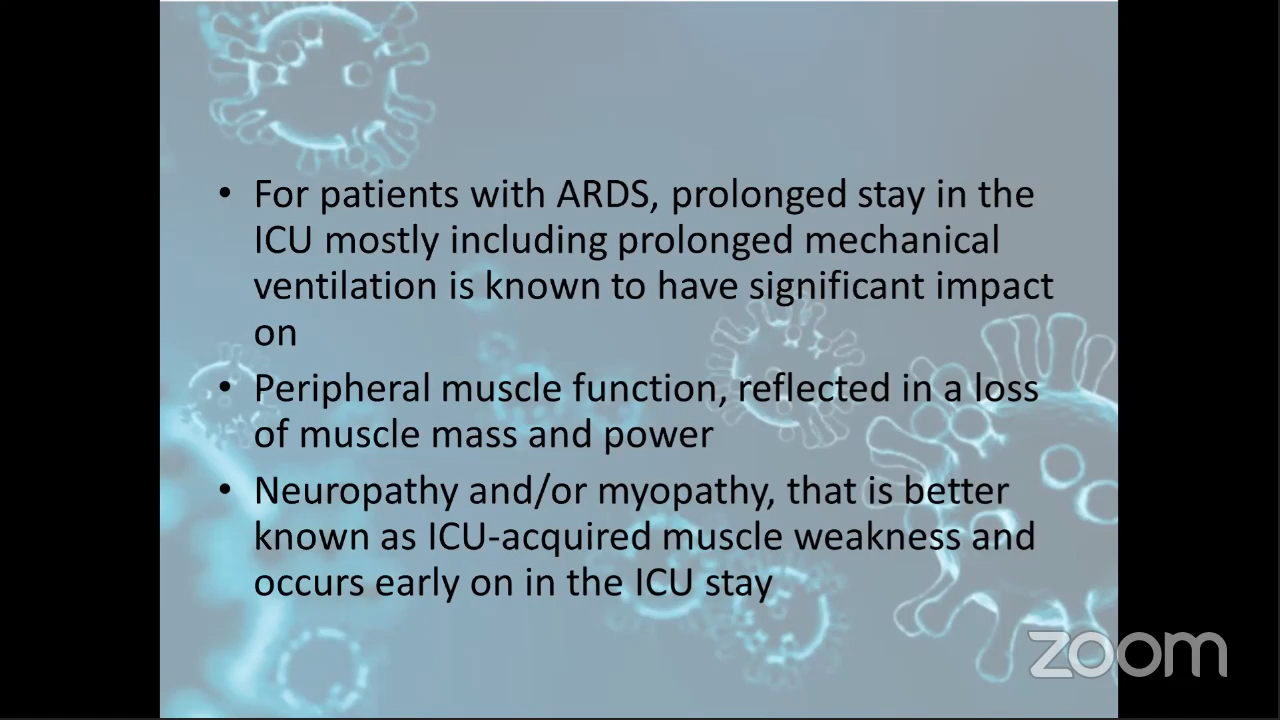 • For patients with ARDS, prolonged stay in the
ICU mostly including prolonged mechanical
ventilation is known to have significant impact
on
• Peripheral muscle function, reflected in a loss
of muscle mass and power
• Neuropathy and/or myopathy, that is better
known as ICU-acquired muscle weakness and
occurs early on in the ICU stay
zoom